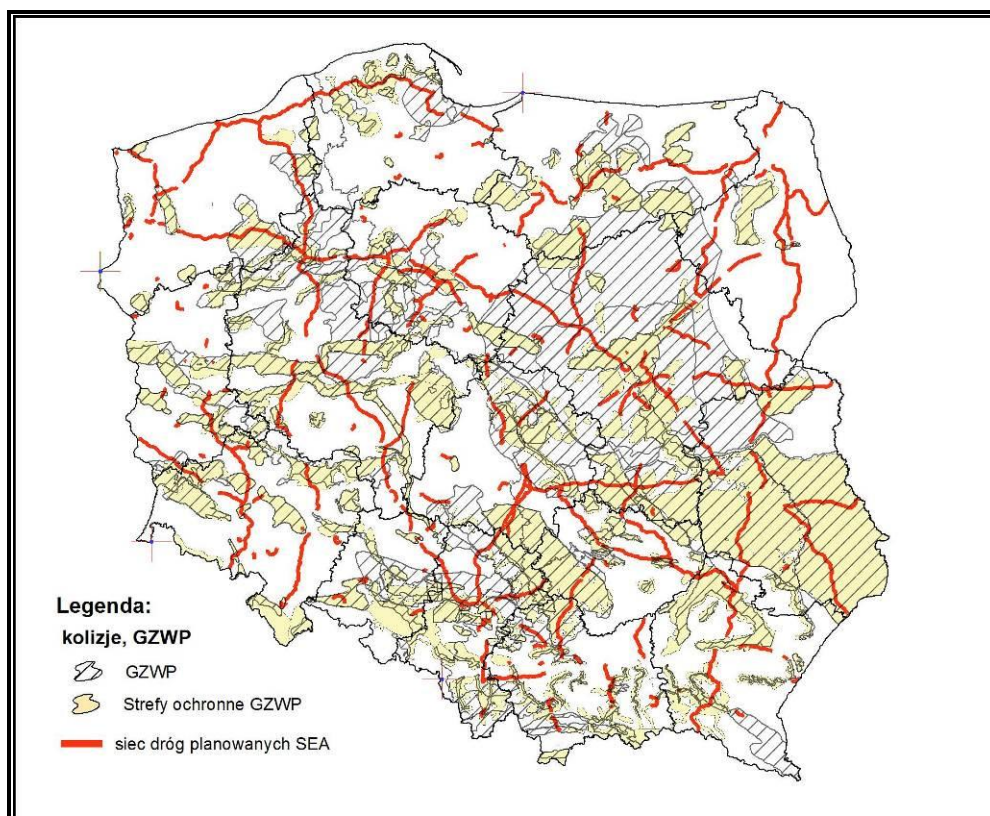 Legenda:
kolizje, GZWP
GZWP
Strefy ochronne GZWP
siec dróg planowanych SEA